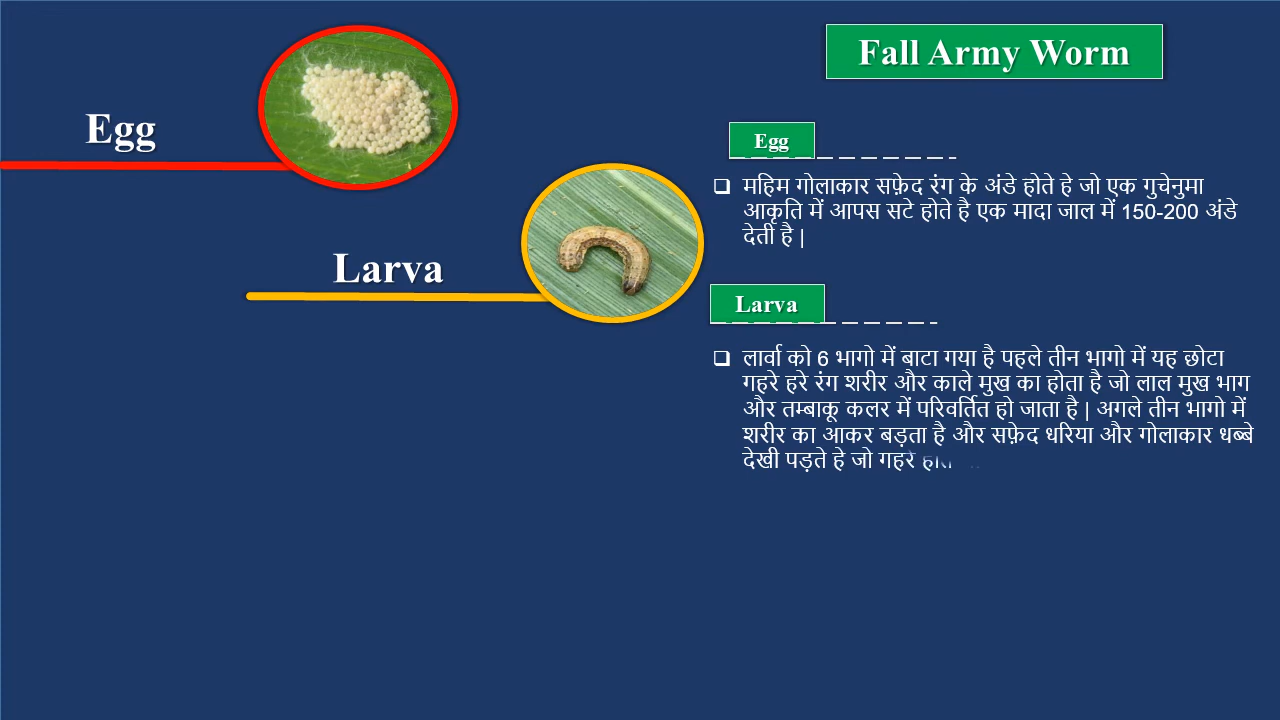 Fall Army Worm
Egg
Egg
महिम गोलाकार सफ़ेद रंग के अंडे होते हे जो एक गुचेनुमा
आकृति में आपस सटे होते है एक मादा जाल में 150-200 अंडे
देती है |
Larva
Larva
लार्वा को 6 भागो में बाटा गया है पहले तीन भागो में यह छोटा
गहरे हरे रंग शरीर और काले मुख का होता है जो लाल मुख भाग
और तम्बाकू कलर में परिवर्तित हो जाता है | अगले तीन भागो में
शरीर का आकर बड़ता है और सफ़ेद धरिया और गोलाकार धब्बे
देखी पड़ते हे जो गहरे